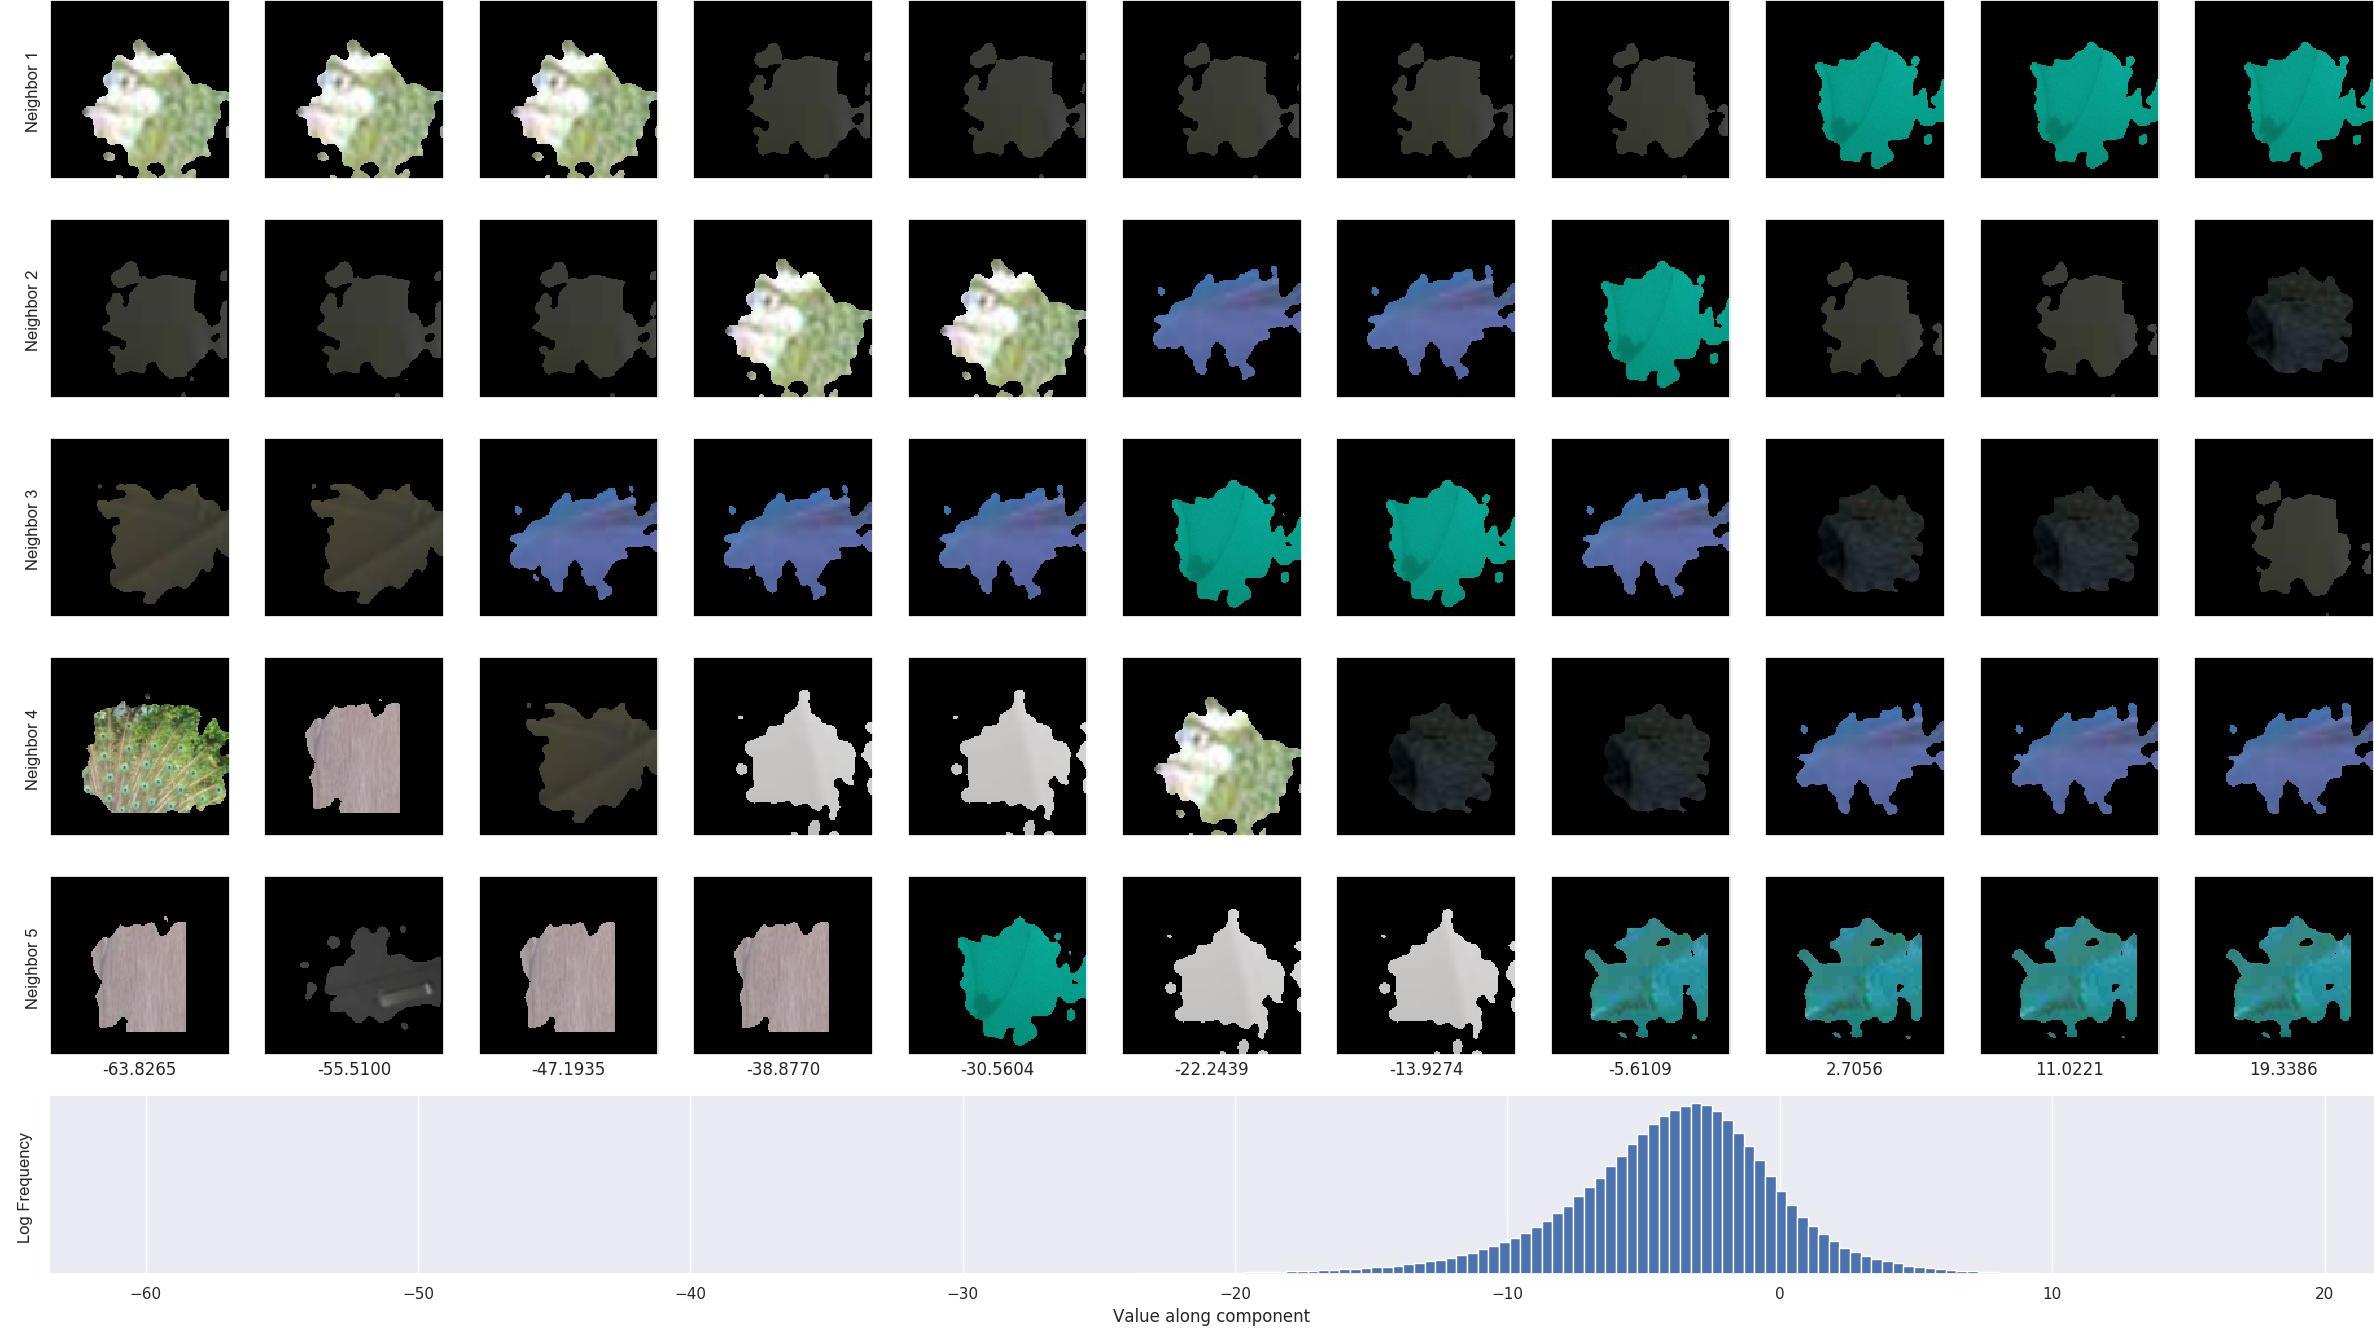 Neighbor 1
Neighbor 2
Neighbor 3
Neighbor 4
Neighbor 5
-63.8265 -55.5100 -47.1935 -38.8770 -30.5604 -22.2439 -13.9274 -5.6109 2.7056 11.0221 19.3386
Log Frequency
−60 −50 −40 −30 −20 −10 0 10 20
Value along component